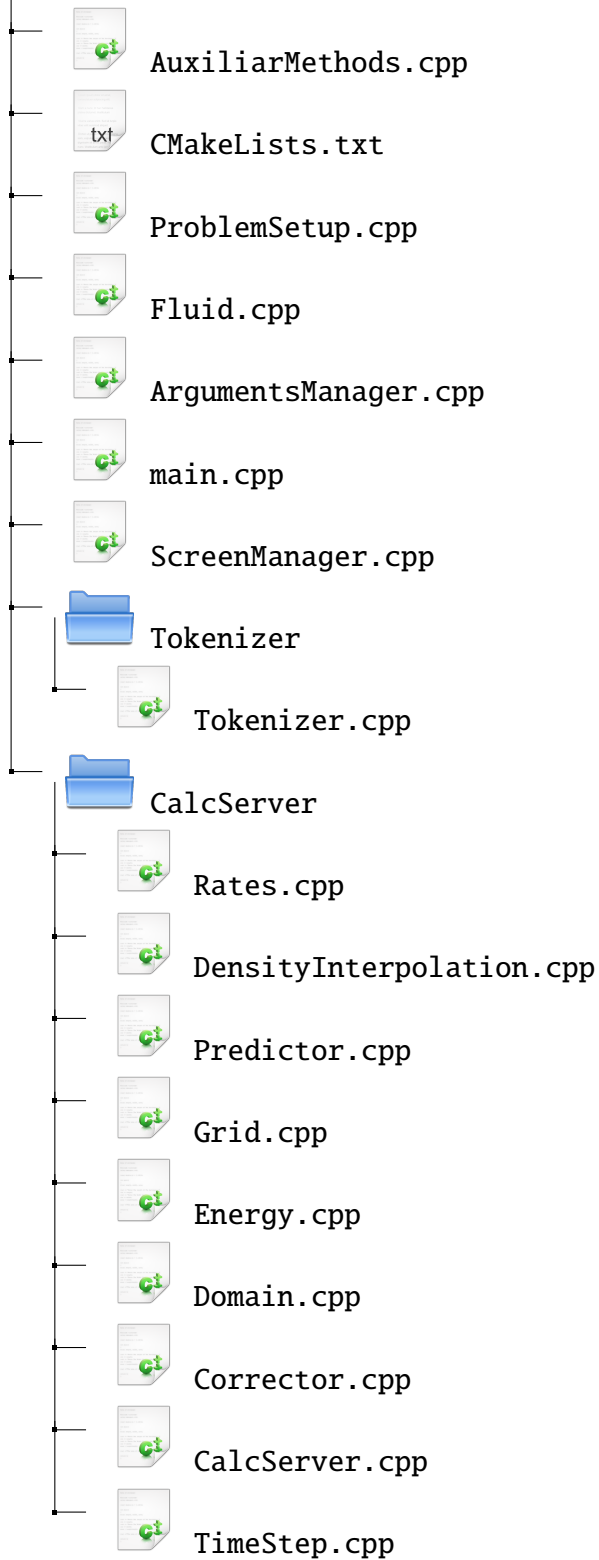 AuxiliarMethods.cpp
txt
CMakeLists.txt
ProblemSetup.cpp
Fluid.cpp
ArgumentsManager.cpp
main.cpp
ScreenManager.cpp
Tokenizer
Tokenizer.cpp
CalcServer
Rates.cpp
DensityInterpolation.cpp
Predictor.cpp
Grid.cpp
Energy.cpp
Domain.cpp
Corrector.cpp
CalcServer.cpp
TimeStep.cpp